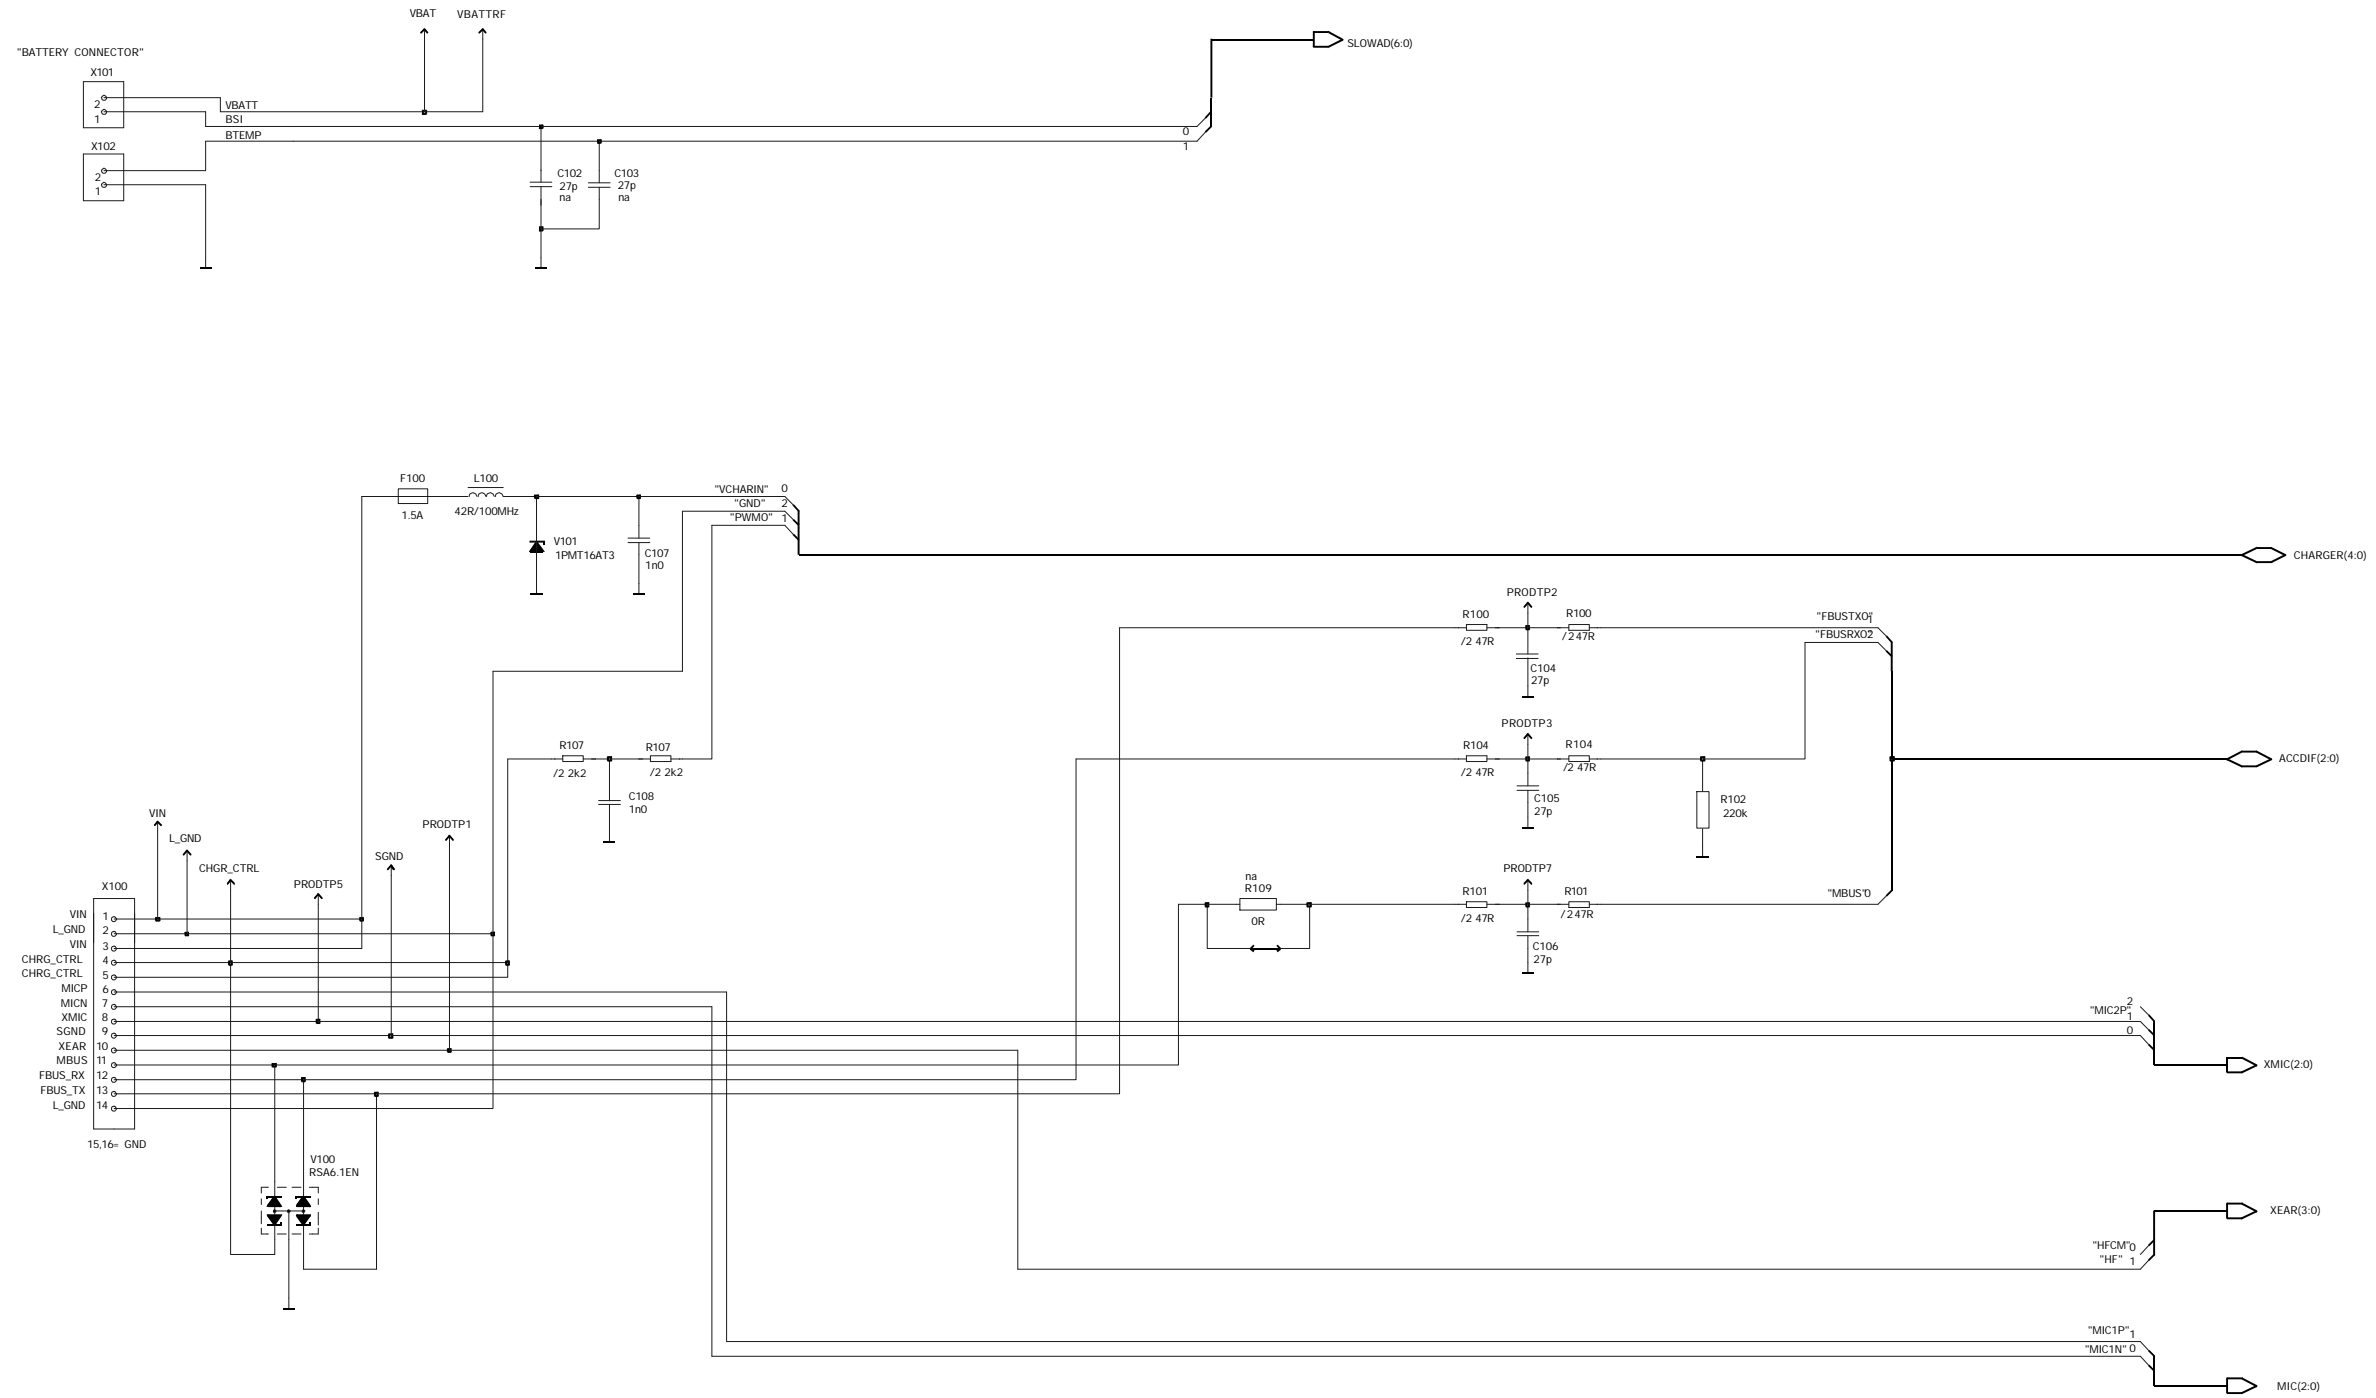 VBAT VBATTRF
"BATTERY CONNECTOR"
SLOWAD(6:0)
X101
2
1
VBATT
BSI
BTEMP
0
1
X102
2
1
C102
27p
na
C103
27p
na
F100
1.5A
L100
42R/100MHz
"VCHARIN" 0
"GND" 2
"PWMO" 1
V101
1PMT16AT3
C107
1n0
CHARGER(4:0)
PRODTP2
R100
/2 47R
R100
/2 47R
C104
27p
"FBUSTXO" 1
"FBUSRXO" 2
PRODTP3
R104
/2 47R
R104
/2 47R
C105
27p
R102
220k
ACCDIF(2:0)
R107
/2 2k2
R107
/2 2k2
C108
1n0
VIN
L_GND
CHGR_CTRL
PRODTP5
SGND
PRODTP1
na
R109
0R
PRODTP7
R101
/2 47R
R101
/2 47R
C106
27p
"MBUS" 0
X100
VIN 1
L_GND 2
VIN 3
CHRG_CTRL 4
CHRG_CTRL 5
MICP 6
MICN 7
XMIC 8
SGND 9
XEAR 10
MBUS 11
FBUS_RX 12
FBUS_TX 13
L_GND 14
15,16= GND
2
"MIC2P" 1
0
XMIC(2:0)
V100
RSA6.1EN
XEAR(3:0)
"HFCM" 0
"HF" 1
"MIC1P" 1
"MIC1N" 0
MIC(2:0)